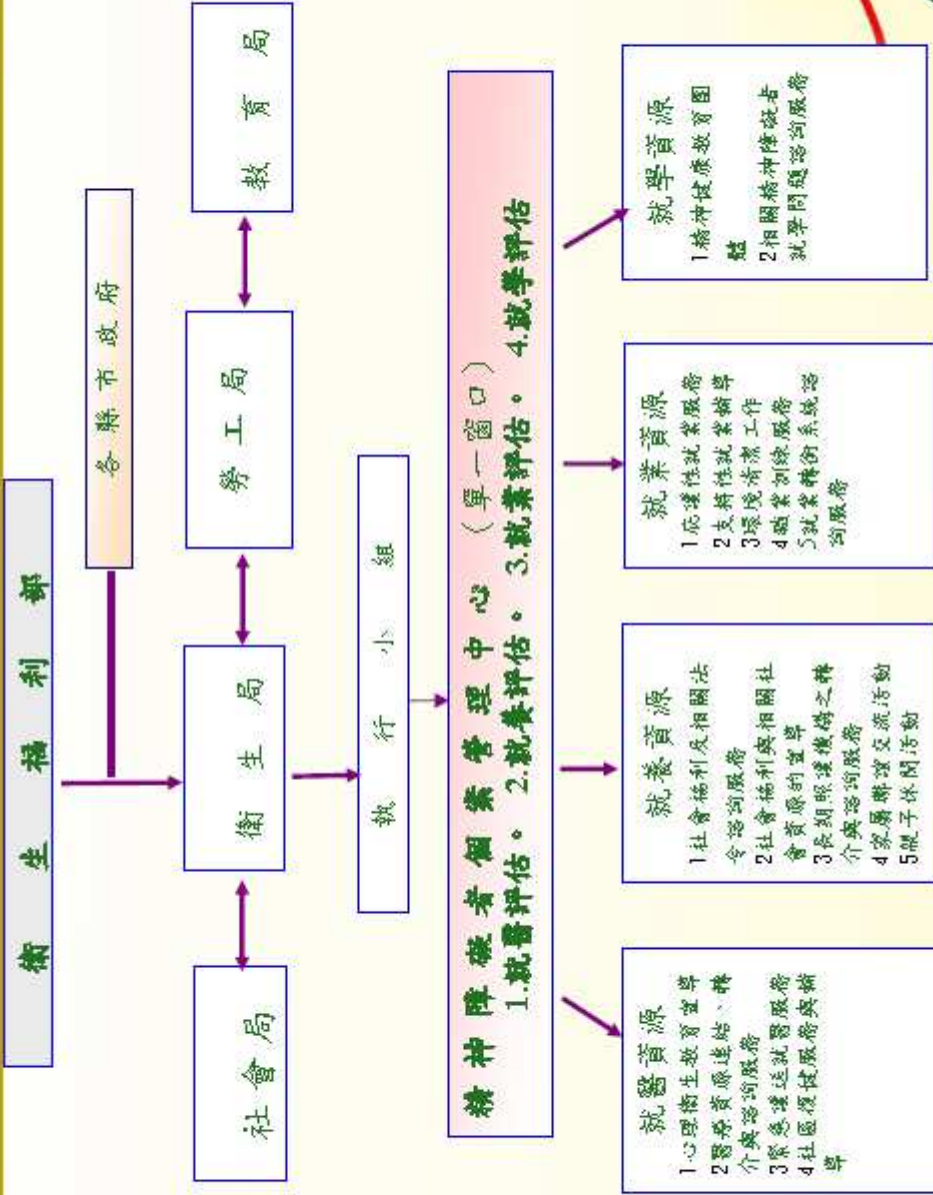 衛生福利部
各縣市政府
社會局
衛生局
勞工局
教育局
執行小組
精神障礙者個案管理中心（單一窗口）
1.就醫評估。 2.就養評估。 3.就業評估。 4.就學評估
就醫資源
1心理衛生教育宣導
2醫療資源連結、轉
介與諮詢服務
3緊急護送就醫服務
4社區復健服務與輔
導
就養資源
1社會福利及相關法
令諮詢服務
2社會福利與相關社
會資源的宣導
3長期照護機構之轉
介與諮詢服務
4家屬聯誼交流活動
5親子休閒活動
就業資源
1庇護性就業服務
2支持性就業輔導
3環境清潔工作
4職業訓練服務
5就業轉銜系統諮
詢服務
就學資源
1精神健康教育團
體
2相關精神障礙者
就學問題諮詢服務